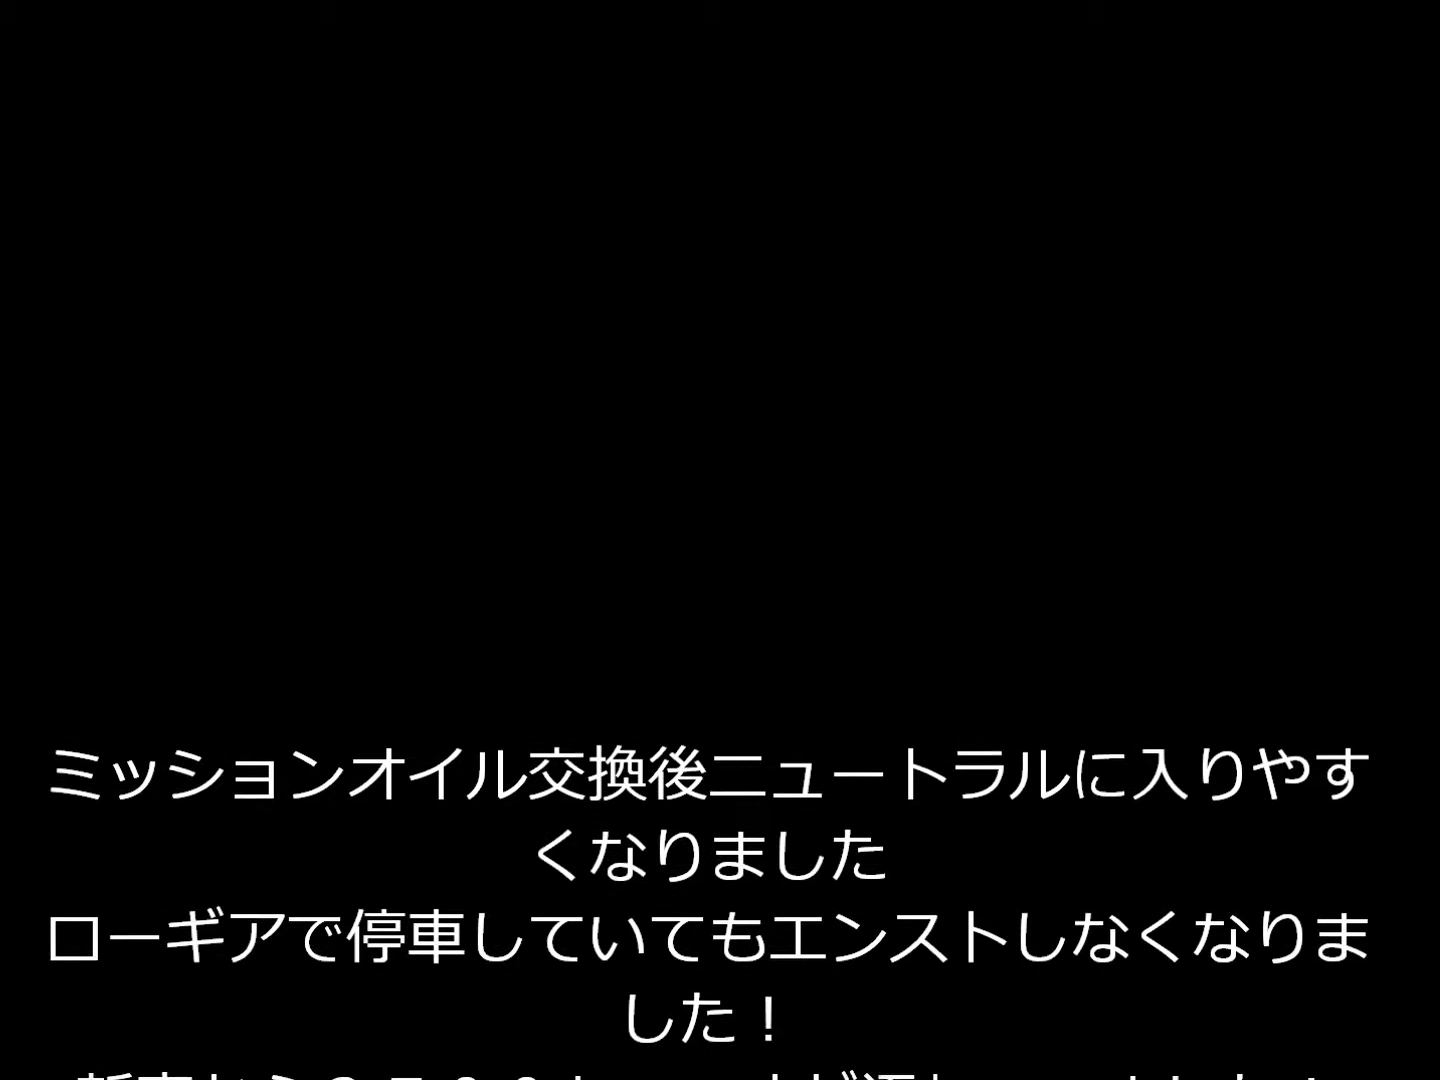 ミッションオイル交換後ニュートラルに入りやす
くなりました
ローギアで停車していてもエンストしなくなりま
した！